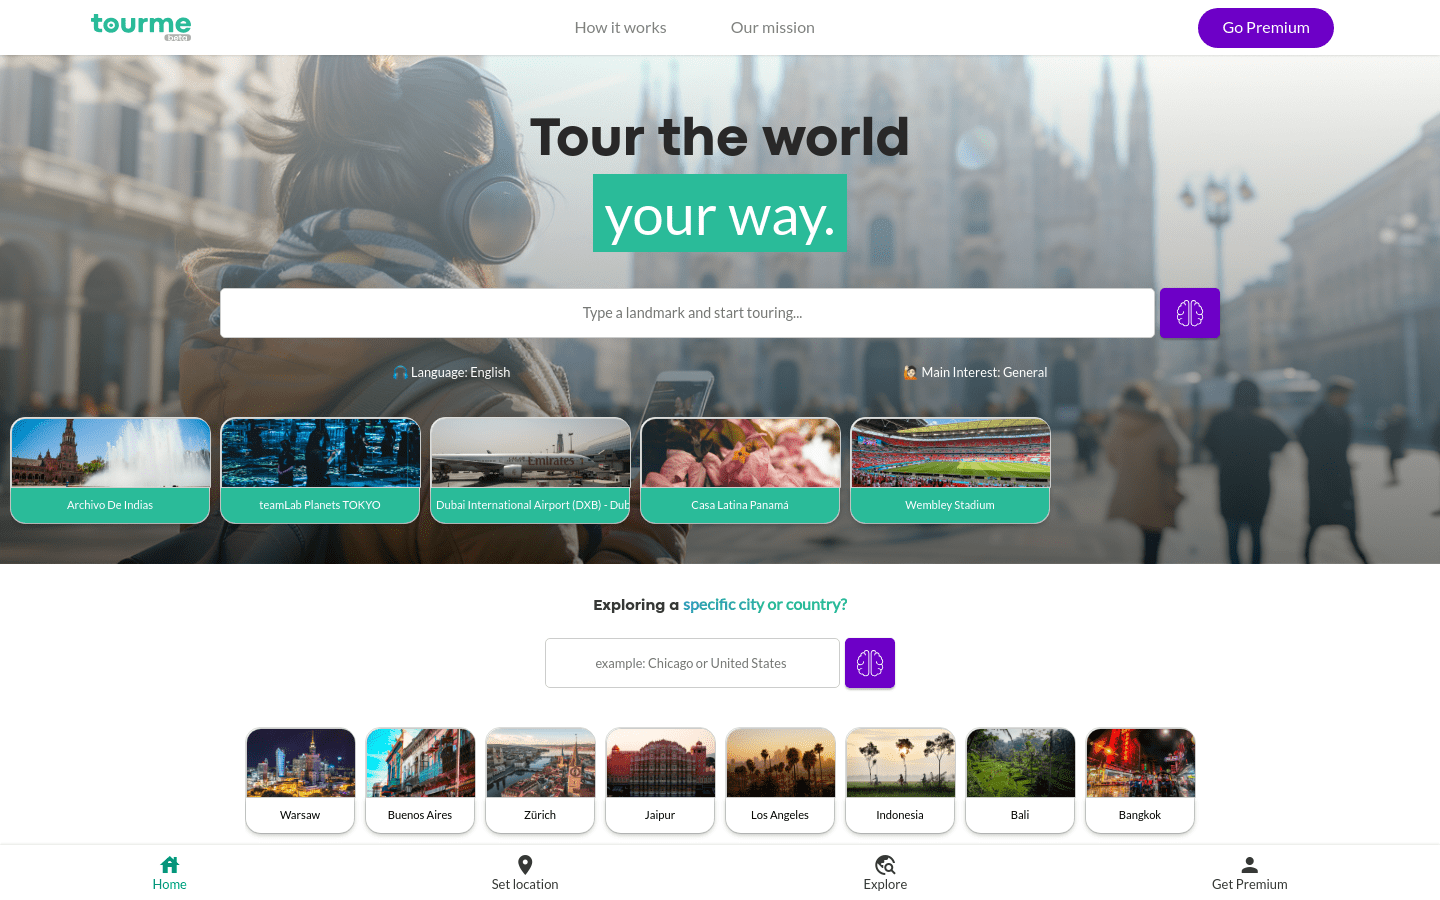 tourme
beta
How it works
Our mission
Go Premium
Tour the world
your way.
Type a landmark and start touring...
🎧 Language: English
🙋🏻 Main Interest: General
Emirates
Archivo De Indias
teamLab Planets TOKYO
Dubai International Airport (DXB) - Dub
Casa Latina Panamá
Wembley Stadium
Exploring a specific city or country?
example: Chicago or United States
Warsaw
Buenos Aires
Zürich
Jaipur
Los Angeles
Indonesia
Bali
Bangkok
Home
Set location
Explore
Get Premium